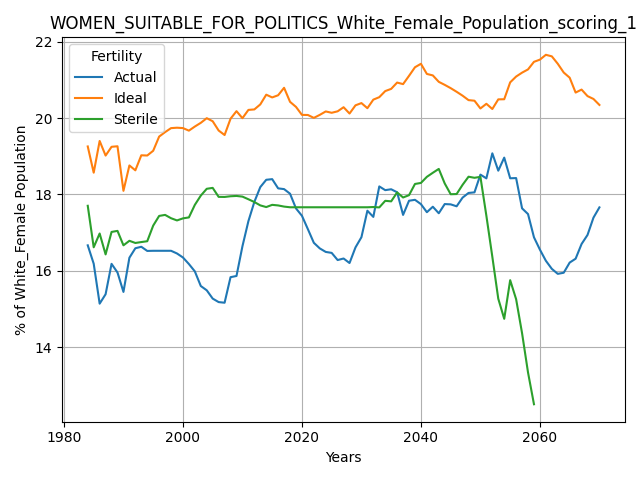 WOMEN_SUITABLE_FOR_POLITICS_White_Female_Population_scoring_1
Fertility
Actual
Ideal
Sterile
% of White_Female Population
22
20
18
16
14
1980
2000
2020
2040
2060
Years